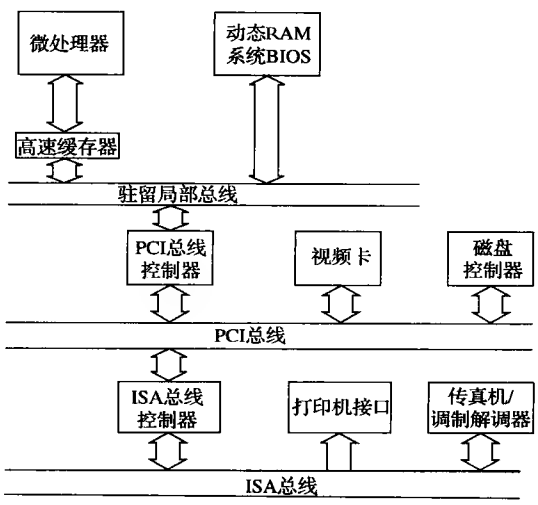 微处理器
动态RAM
系统BIOS
高速缓存器
驻留局部总线
PCI总线
控制器
视频卡
磁盘
控制器
PCI总线
ISA总线
控制器
打印机接口
传真机/
调制解调器
ISA总线